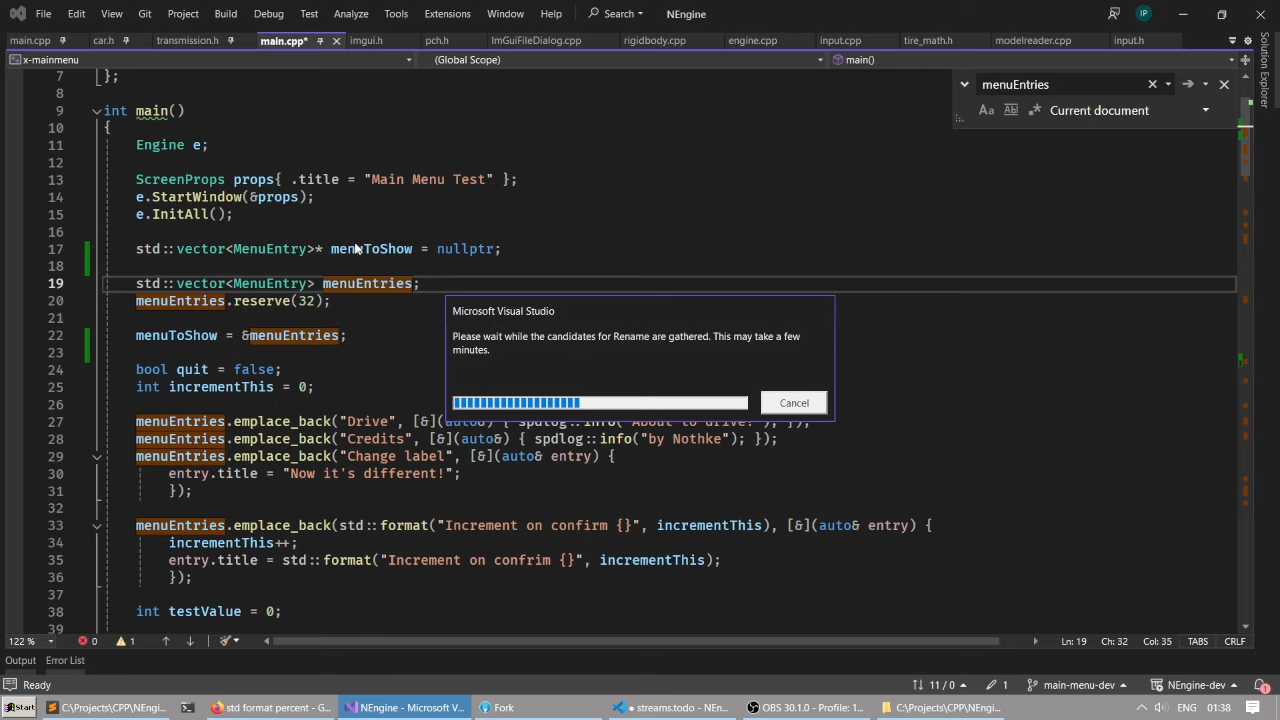 File Edit View Git Project Build Debug Test Analyze Tools Extensions Window Help Search NEngine IP
main.cpp car.h transmission.h main.cpp* imgui.h pch.h ImGuiFileDialog.cpp rigidbody.cpp engine.cpp input.cpp tire_math.h modelreader.cpp input.h
x-mainmenu (Global Scope) main()
Solution Explorer
menuEntries
Aa Ab Current document
7 };
8
9 int main()
10 {
11 Engine e;
12
13 ScreenProps props{ .title = "Main Menu Test" };
14 e.StartWindow(&props);
15 e.InitAll();
16
17 std::vector<MenuEntry>* menuToShow = nullptr;
18
19 std::vector<MenuEntry> menuEntries;
20 menuEntries.reserve(32);
21
22 menuToShow = &menuEntries;
23
24 bool quit = false;
25 int incrementThis = 0;
26
27 menuEntries.emplace_back("Drive", [&](auto& entry) { spdlog::info("About to drive!"); });
28 menuEntries.emplace_back("Credits", [&](auto& entry) { spdlog::info("by Nothke"); });
29 menuEntries.emplace_back("Change label", [&](auto& entry) {
30 entry.title = "Now it's different!";
31 });
32
33 menuEntries.emplace_back(std::format("Increment on confirm {}", incrementThis), [&](auto& entry) {
34 incrementThis++;
35 entry.title = std::format("Increment on confrim {}", incrementThis);
36 });
37
38 int testValue = 0;
39
Microsoft Visual Studio
Please wait while the candidates for Rename are gathered. This may take a few
minutes.
Cancel
122 % 0 1 Ln: 19 Ch: 32 Col: 35 TABS CRLF
Output Error List
Ready 11 / 0 1 main-menu-dev NEngine-dev 1
Start C:\Projects\CPP\NEngi... std format percent - G... NEngine - Microsoft V... Fork streams.todo - NEn... OBS 30.1.0 - Profile: 1... C:\Projects\CPP\NEngi... ENG 01:38